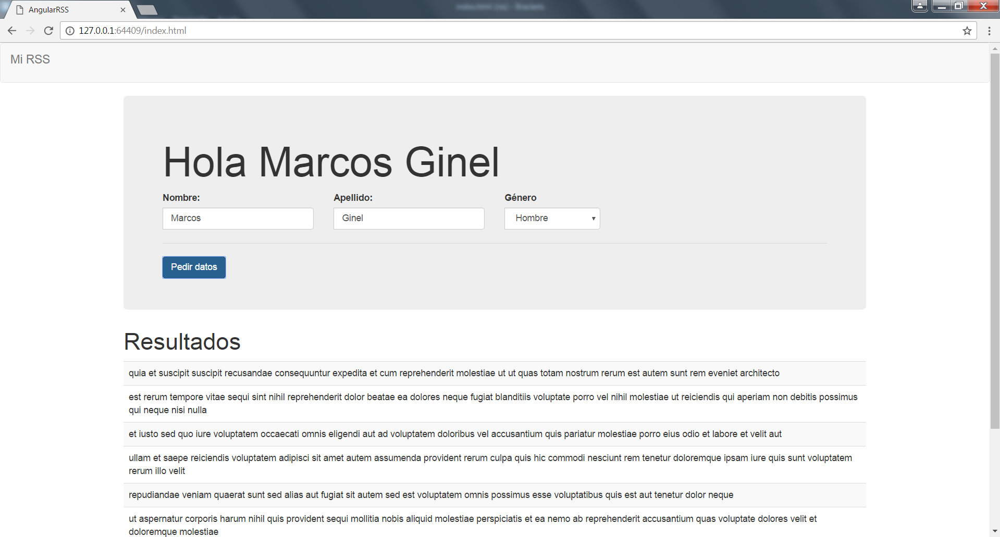 AngularRSS
127.0.0.1:64409/index.html
Mi RSS
Hola Marcos Ginel
Nombre: Apellido: Género
Marcos Ginel Hombre
Pedir datos
Resultados
quia et suscipit suscipit recusandae consequuntur expedita et cum reprehenderit molestiae ut ut quas totam nostrum rerum est autem sunt rem eveniet architecto
est rerum tempore vitae sequi sint nihil reprehenderit dolor beatae ea dolores neque fugiat blanditiis voluptate porro vel nihil molestiae ut reiciendis qui aperiam non debitis possimus
qui neque nisi nulla
et iusto sed quo iure voluptatem occaecati omnis eligendi aut ad voluptatem doloribus vel accusantium quis pariatur molestiae porro eius odio et labore et velit aut
ullam et saepe reiciendis voluptatem adipisci sit amet autem assumenda provident rerum culpa quis hic commodi nesciunt rem tenetur doloremque ipsam iure quis sunt voluptatem
rerum illo velit
repudiandae veniam quaerat sunt sed alias aut fugiat sit autem sed est voluptatem omnis possimus esse voluptatibus quis est aut tenetur dolor neque
ut aspernatur corporis harum nihil quis provident sequi mollitia nobis aliquid molestiae perspiciatis et ea nemo ab reprehenderit accusantium quas voluptate dolores velit et
doloremque molestiae